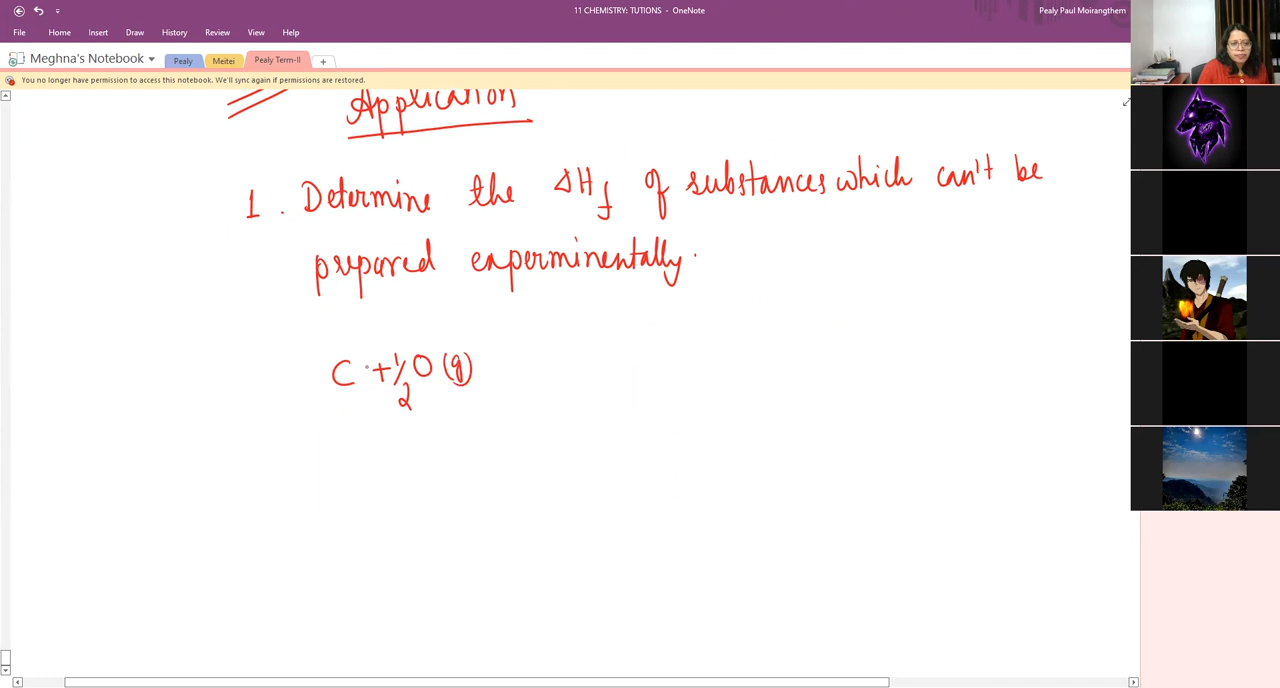 11 CHEMISTRY: TUTIONS - OneNote
Pealy Paul Moirangthem
File Home Insert Draw History Review View Help
Meghna's Notebook Pealy Meitei Pealy Term-II
You no longer have permission to access this notebook. We'll sync again if permissions are restored.
Application
1. Determine the ΔHf of substances which can't be
prepared experminentally.
C + 1/2 O (g)